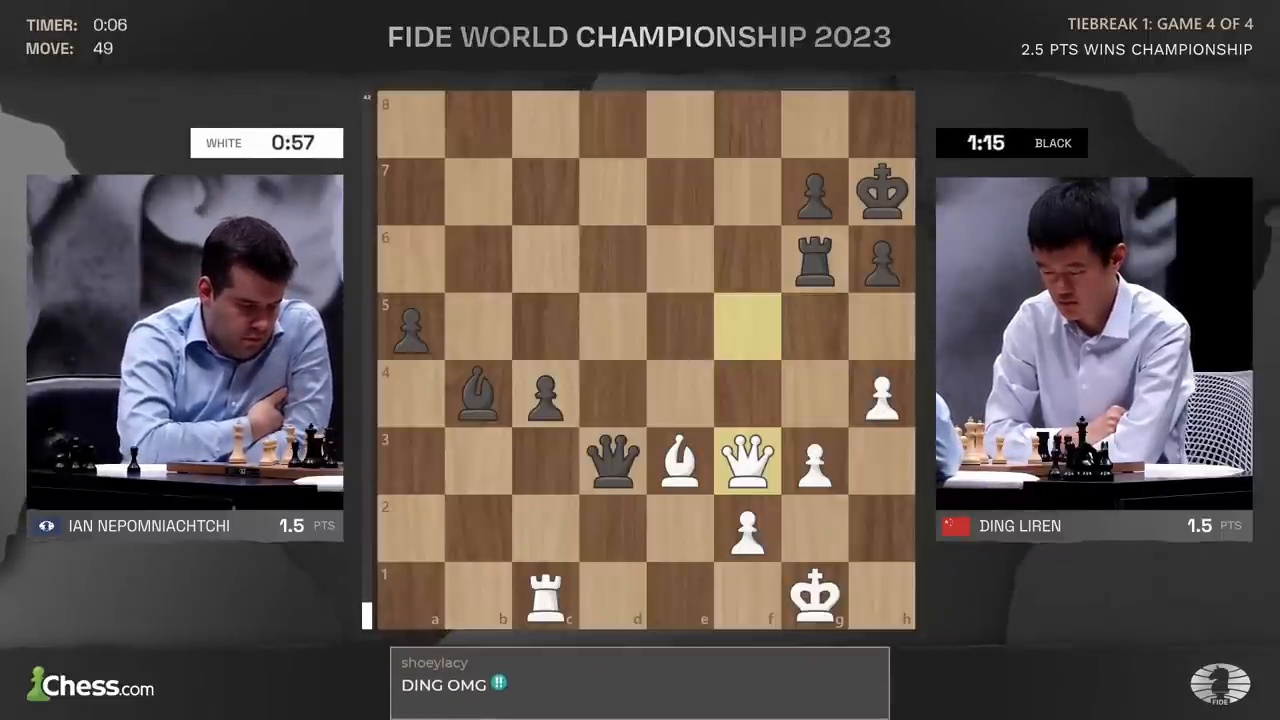 TIMER: 0:06
MOVE: 49
FIDE WORLD CHAMPIONSHIP 2023
TIEBREAK 1: GAME 4 OF 4
2.5 PTS WINS CHAMPIONSHIP
WHITE 0:57
1:15 BLACK
4.2
8
7
6
5
4
3
2
1
a b c d e f g h
IAN NEPOMNIACHTCHI 1.5 PTS
DING LIREN 1.5 PTS
shoeylacy
DING OMG !!
Chess.com
FIDE